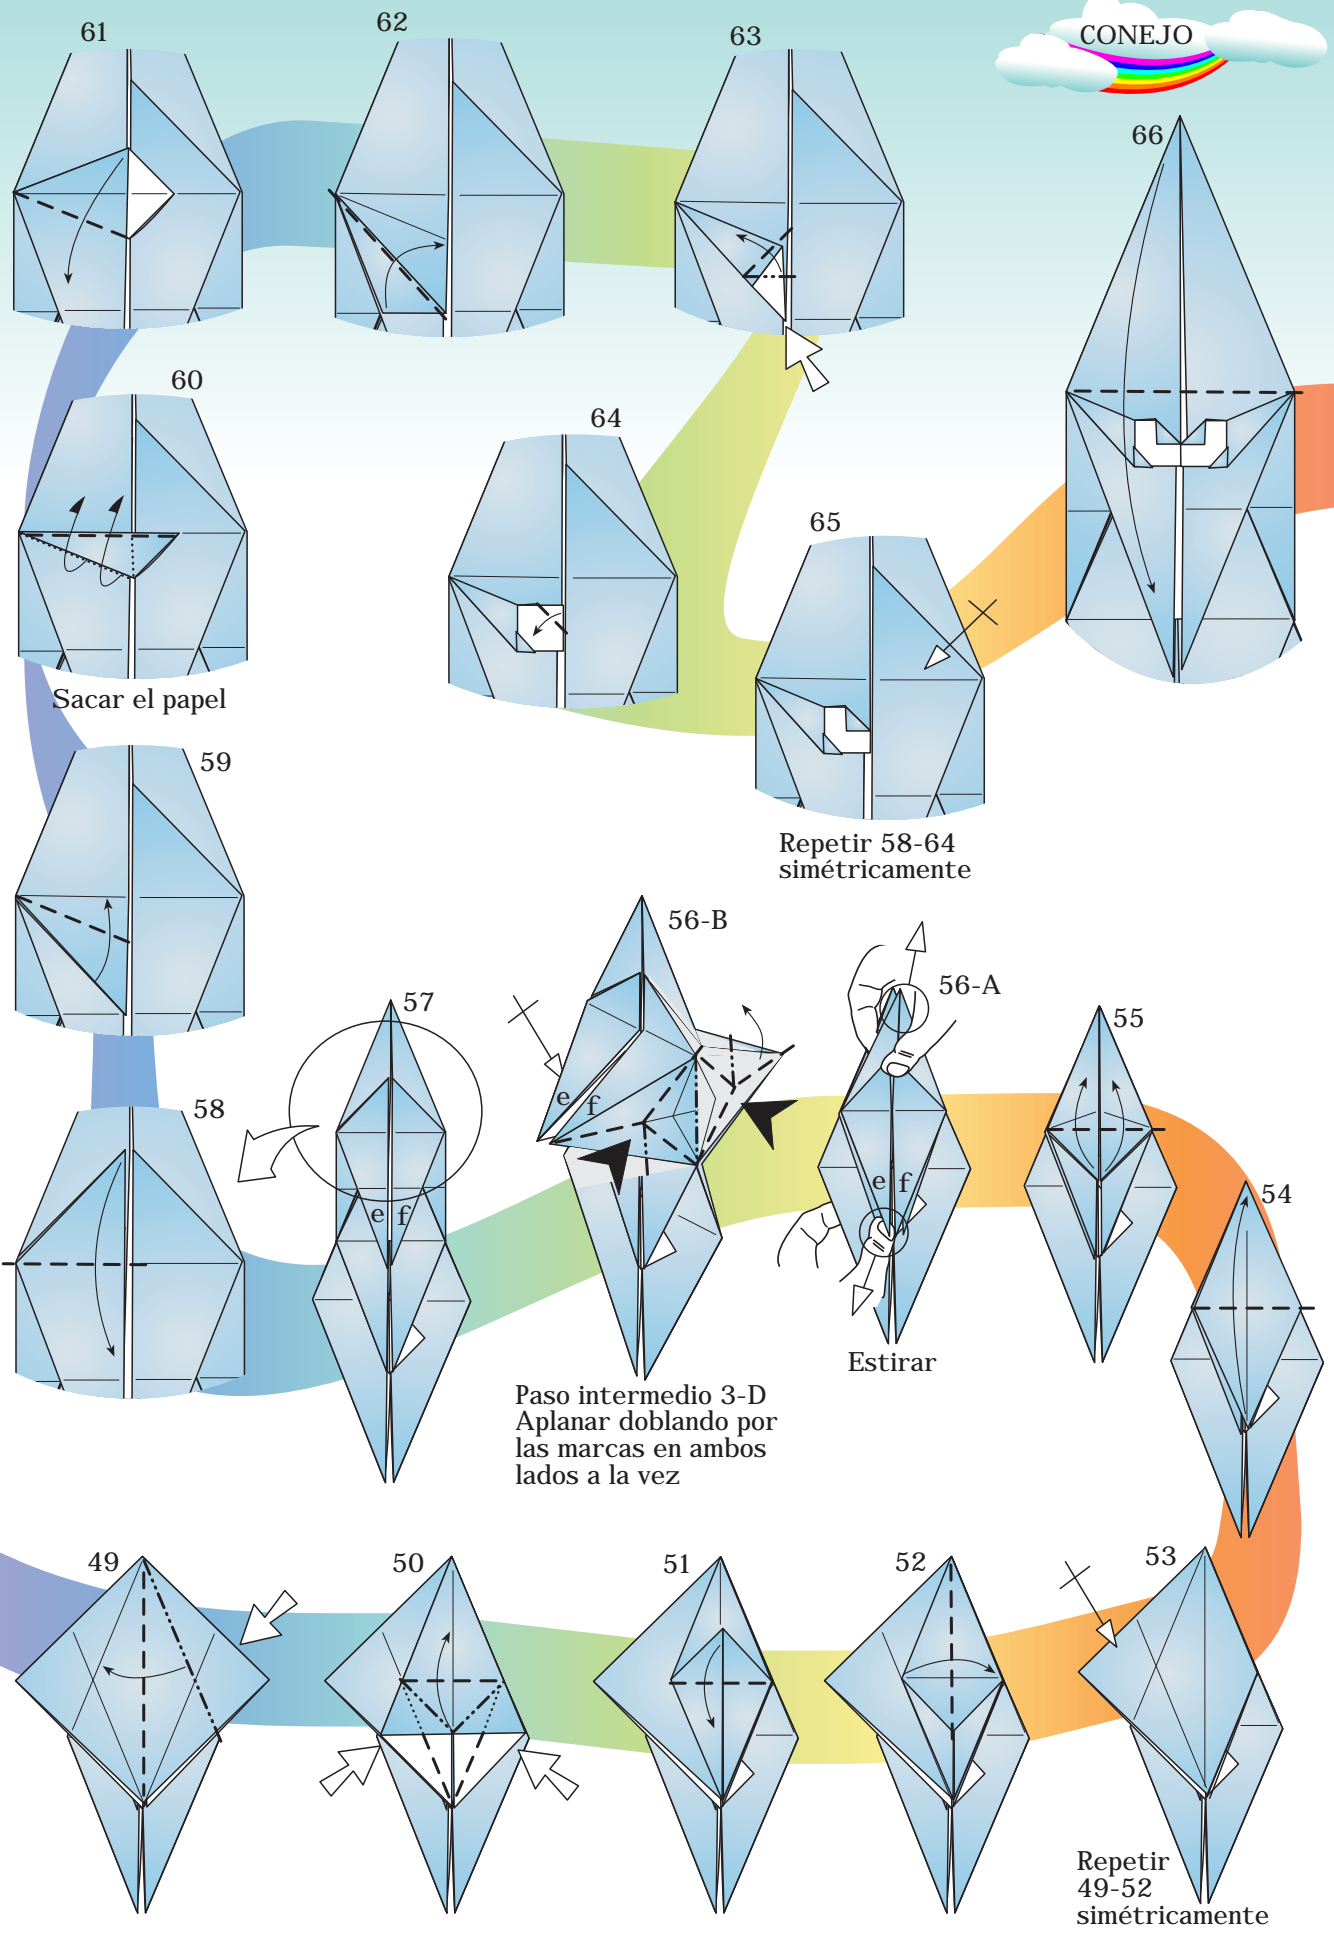 61
62
63
CONEJO
66
60
64
65
Sacar el papel
59
Repetir 58-64
simétricamente
56-B
56-A
57
55
e
f
58
e f
e f
54
Estirar
Paso intermedio 3-D
Aplanar doblando por
las marcas en ambos
lados a la vez
49
50
51
52
53
Repetir
49-52
simétricamente